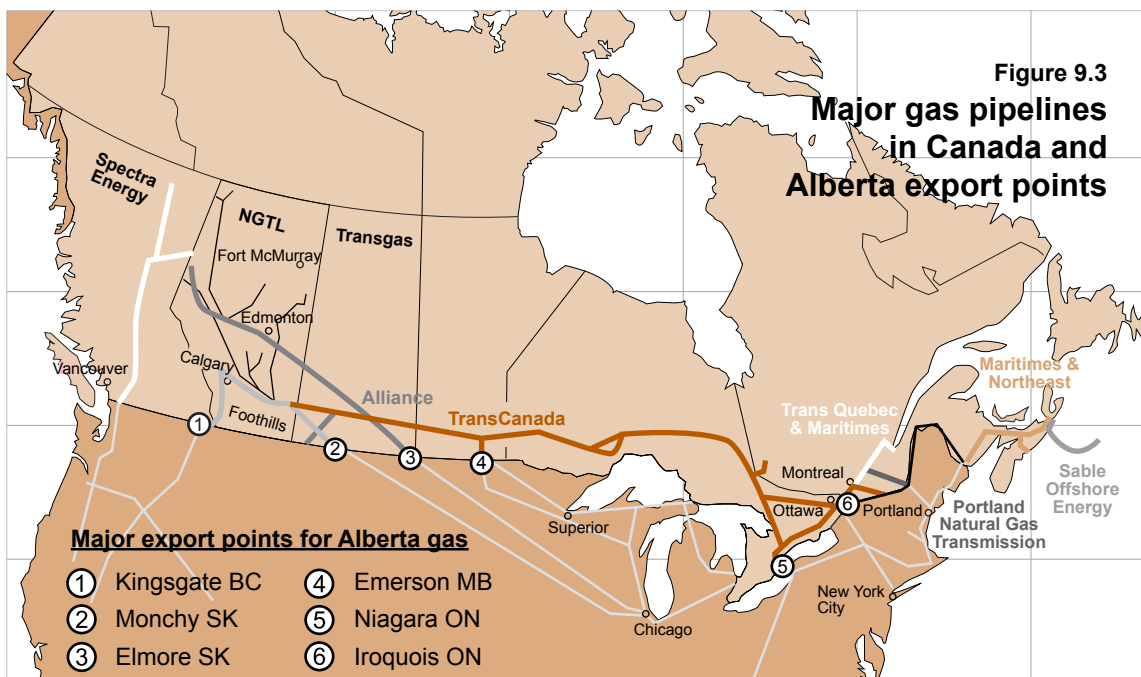 Figure 9.3
Major gas pipelines
in Canada and
Alberta export points
Spectra
Energy
NGTL
Fort McMurray
Transgas
Edmonton
Calgary
Vancouver
Foothills
Alliance
TransCanada
Trans Quebec
& Maritimes
Maritimes &
Northeast
Montreal
Ottawa
Portland
Portland
Natural Gas
Transmission
Sable
Offshore
Energy
Superior
Chicago
New York
City
1
2
3
4
5
6
Major export points for Alberta gas
1 Kingsgate BC
2 Monchy SK
3 Elmore SK
4 Emerson MB
5 Niagara ON
6 Iroquois ON